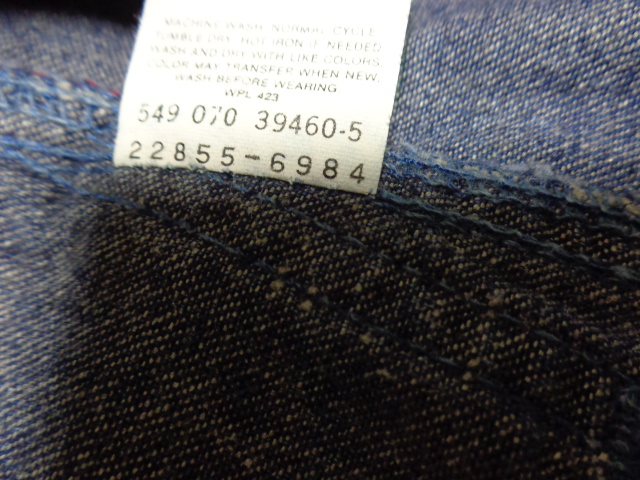 MACHINE WASH, NORMAL CYCLE
TUMBLE DRY. HOT IRON IF NEEDED
WASH AND DRY WITH LIKE COLORS.
COLOR MAY TRANSFER WHEN NEW,
WASH BEFORE WEARING
WPL 423
549 070 39460-5
22855-6984